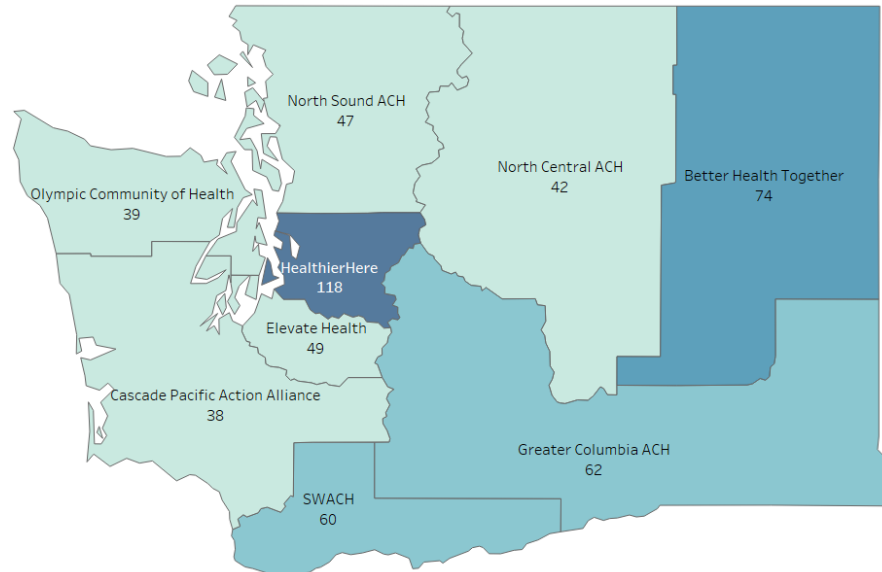 North Sound ACH
47
North Central ACH
42
Better Health Together
74
Olympic Community of Health
39
HealthierHere
118
Elevate Health
49
Cascade Pacific Action Alliance
38
Greater Columbia ACH
62
SWACH
60